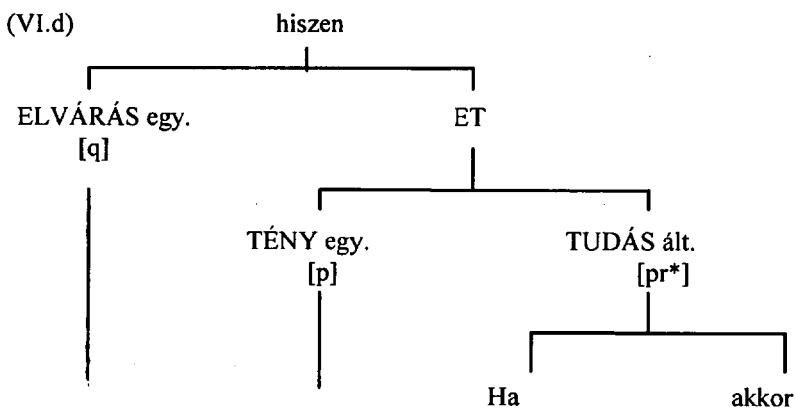 (VI.d) hiszen
ELVÁRÁS egy. ET
[q]
TÉNY egy. TUDÁS ált.
[p] [pr*]
Ha akkor